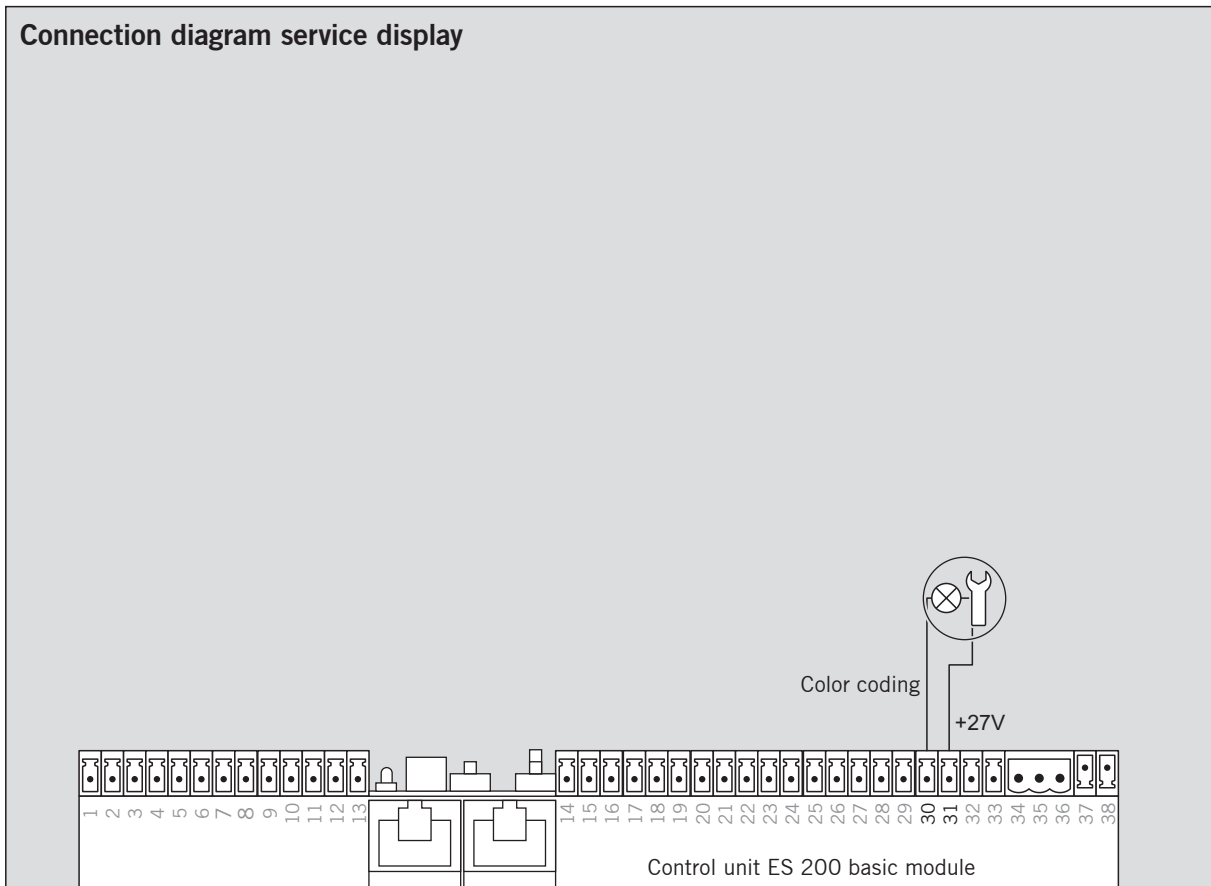 Connection diagram service display
Color coding
+27V
1 2 3 4 5 6 7 8 9 10 11 12 13 14 15 16 17 18 19 20 21 22 23 24 25 26 27 28 29 30 31 32 33 34 35 36 37 38
Control unit ES 200 basic module